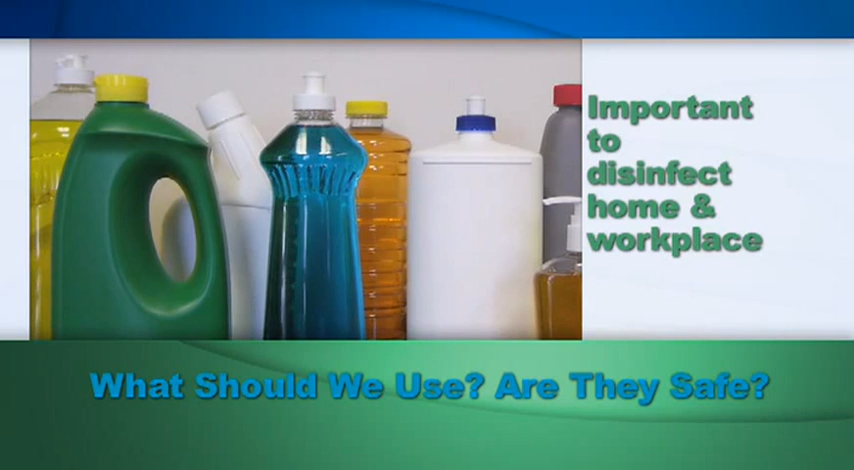 Important
to
disinfect
home &
workplace
What Should We Use? Are They Safe?